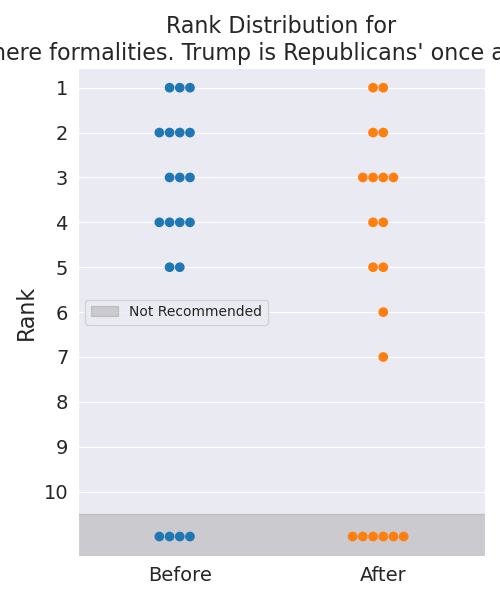 Rank Distribution for
here formalities. Trump is Republicans' once a
1
2
3
4
5
6
7
8
9
10
Rank
Not Recommended
Before
After